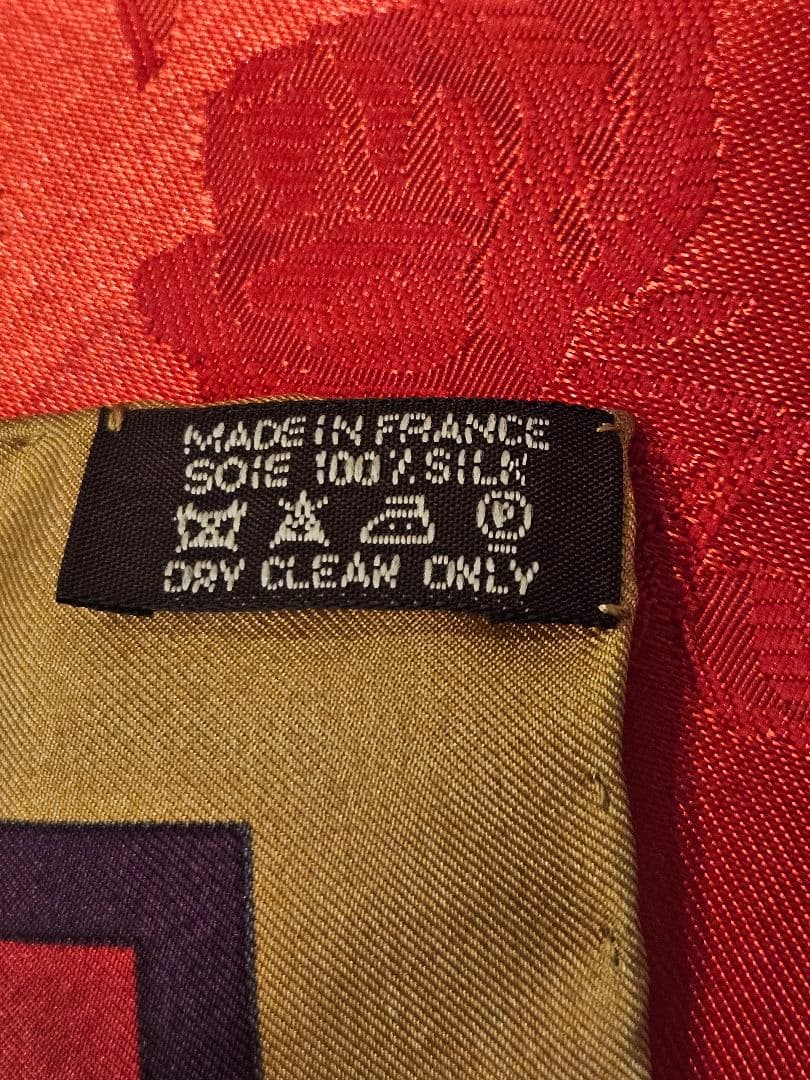 MADE IN FRANCE
SOIE 100% SILK
P
DRY CLEAN ONLY